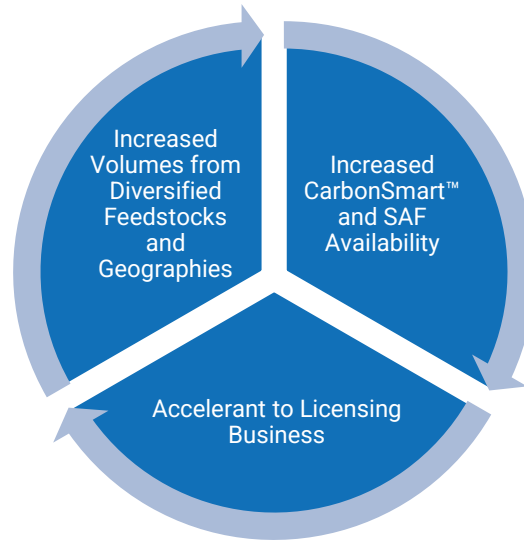 Increased
Volumes from
Diversified
Feedstocks
and
Geographies
Increased
CarbonSmart™
and SAF
Availability
Accelerant to Licensing
Business